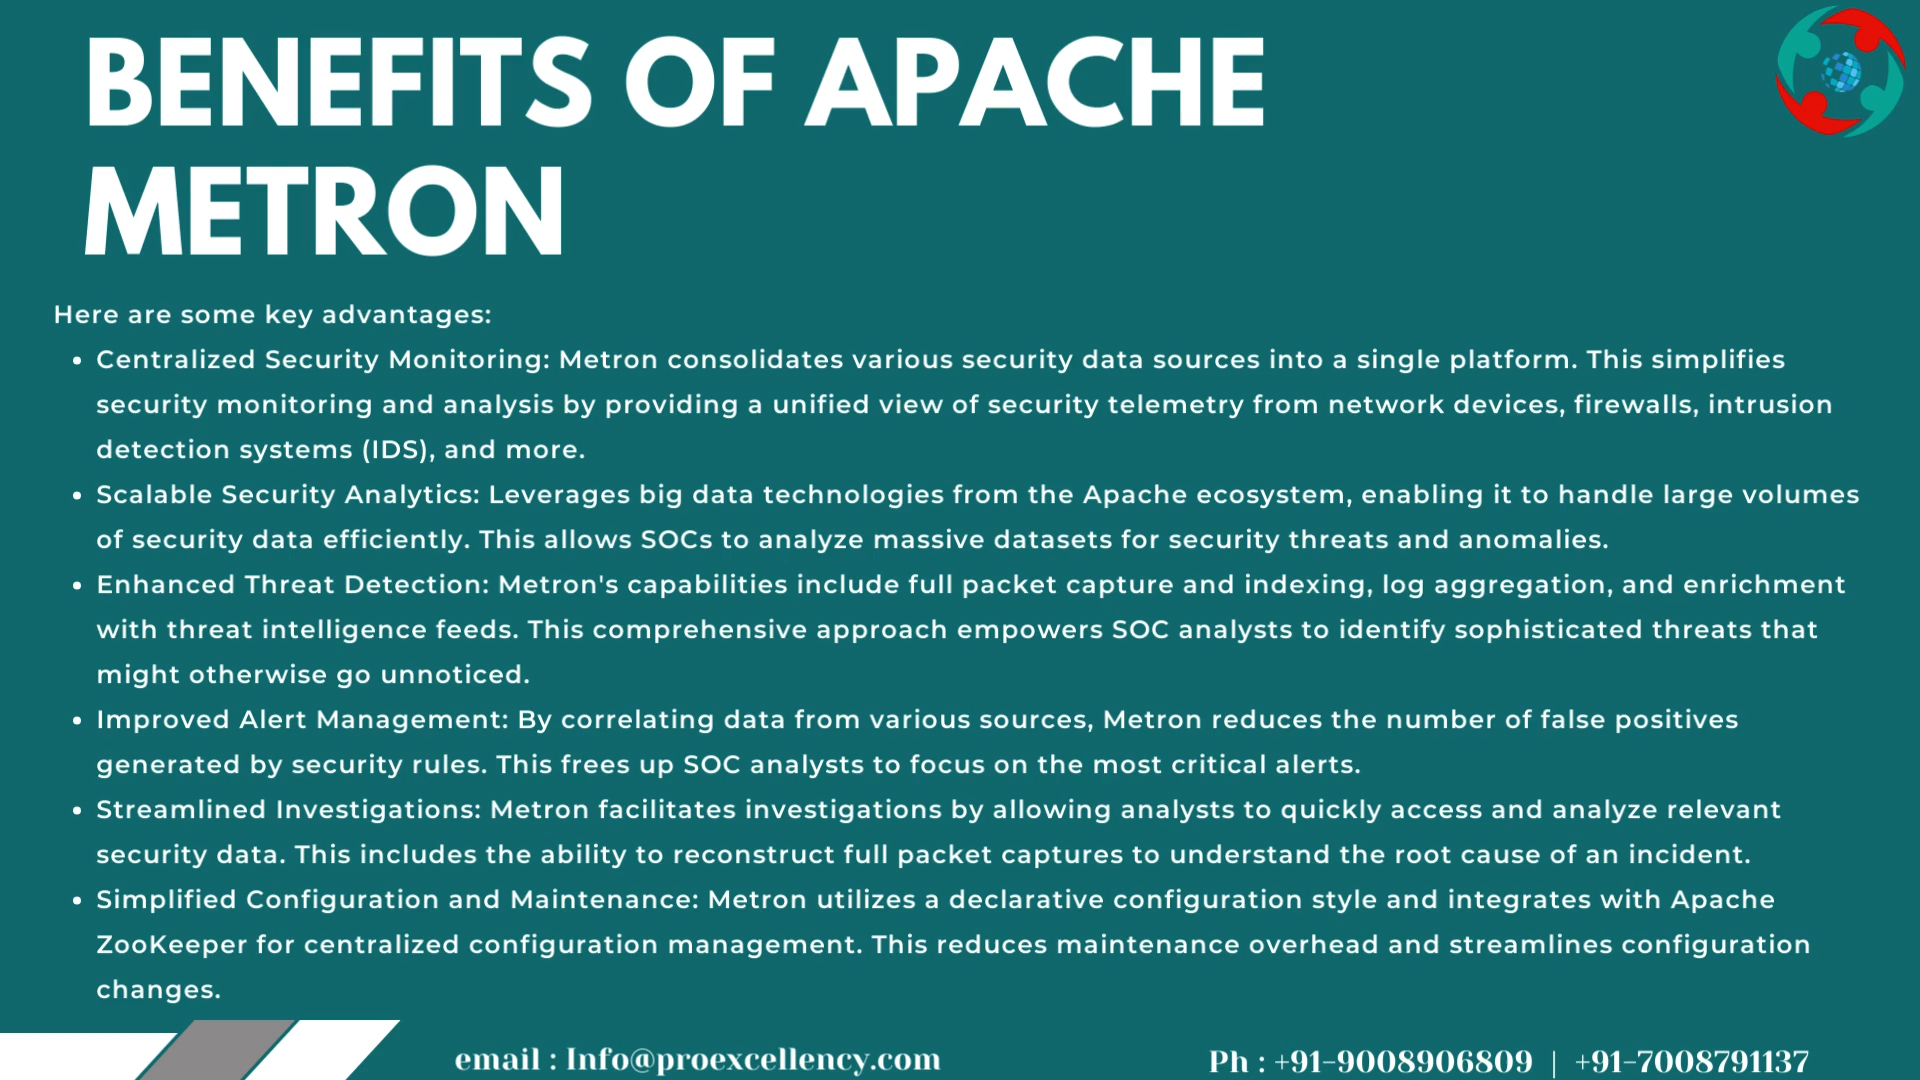 BENEFITS OF APACHE
METRON
Here are some key advantages:
• Centralized Security Monitoring: Metron consolidates various security data sources into a single platform. This simplifies
security monitoring and analysis by providing a unified view of security telemetry from network devices, firewalls, intrusion
detection systems (IDS), and more.
• Scalable Security Analytics: Leverages big data technologies from the Apache ecosystem, enabling it to handle large volumes
of security data efficiently. This allows SOCs to analyze massive datasets for security threats and anomalies.
• Enhanced Threat Detection: Metron's capabilities include full packet capture and indexing, log aggregation, and enrichment
with threat intelligence feeds. This comprehensive approach empowers SOC analysts to identify sophisticated threats that
might otherwise go unnoticed.
• Improved Alert Management: By correlating data from various sources, Metron reduces the number of false positives
generated by security rules. This frees up SOC analysts to focus on the most critical alerts.
• Streamlined Investigations: Metron facilitates investigations by allowing analysts to quickly access and analyze relevant
security data. This includes the ability to reconstruct full packet captures to understand the root cause of an incident.
• Simplified Configuration and Maintenance: Metron utilizes a declarative configuration style and integrates with Apache
ZooKeeper for centralized configuration management. This reduces maintenance overhead and streamlines configuration
changes.
email : Info@proexcellency.com
Ph : +91-9008906809 | +91-7008791137